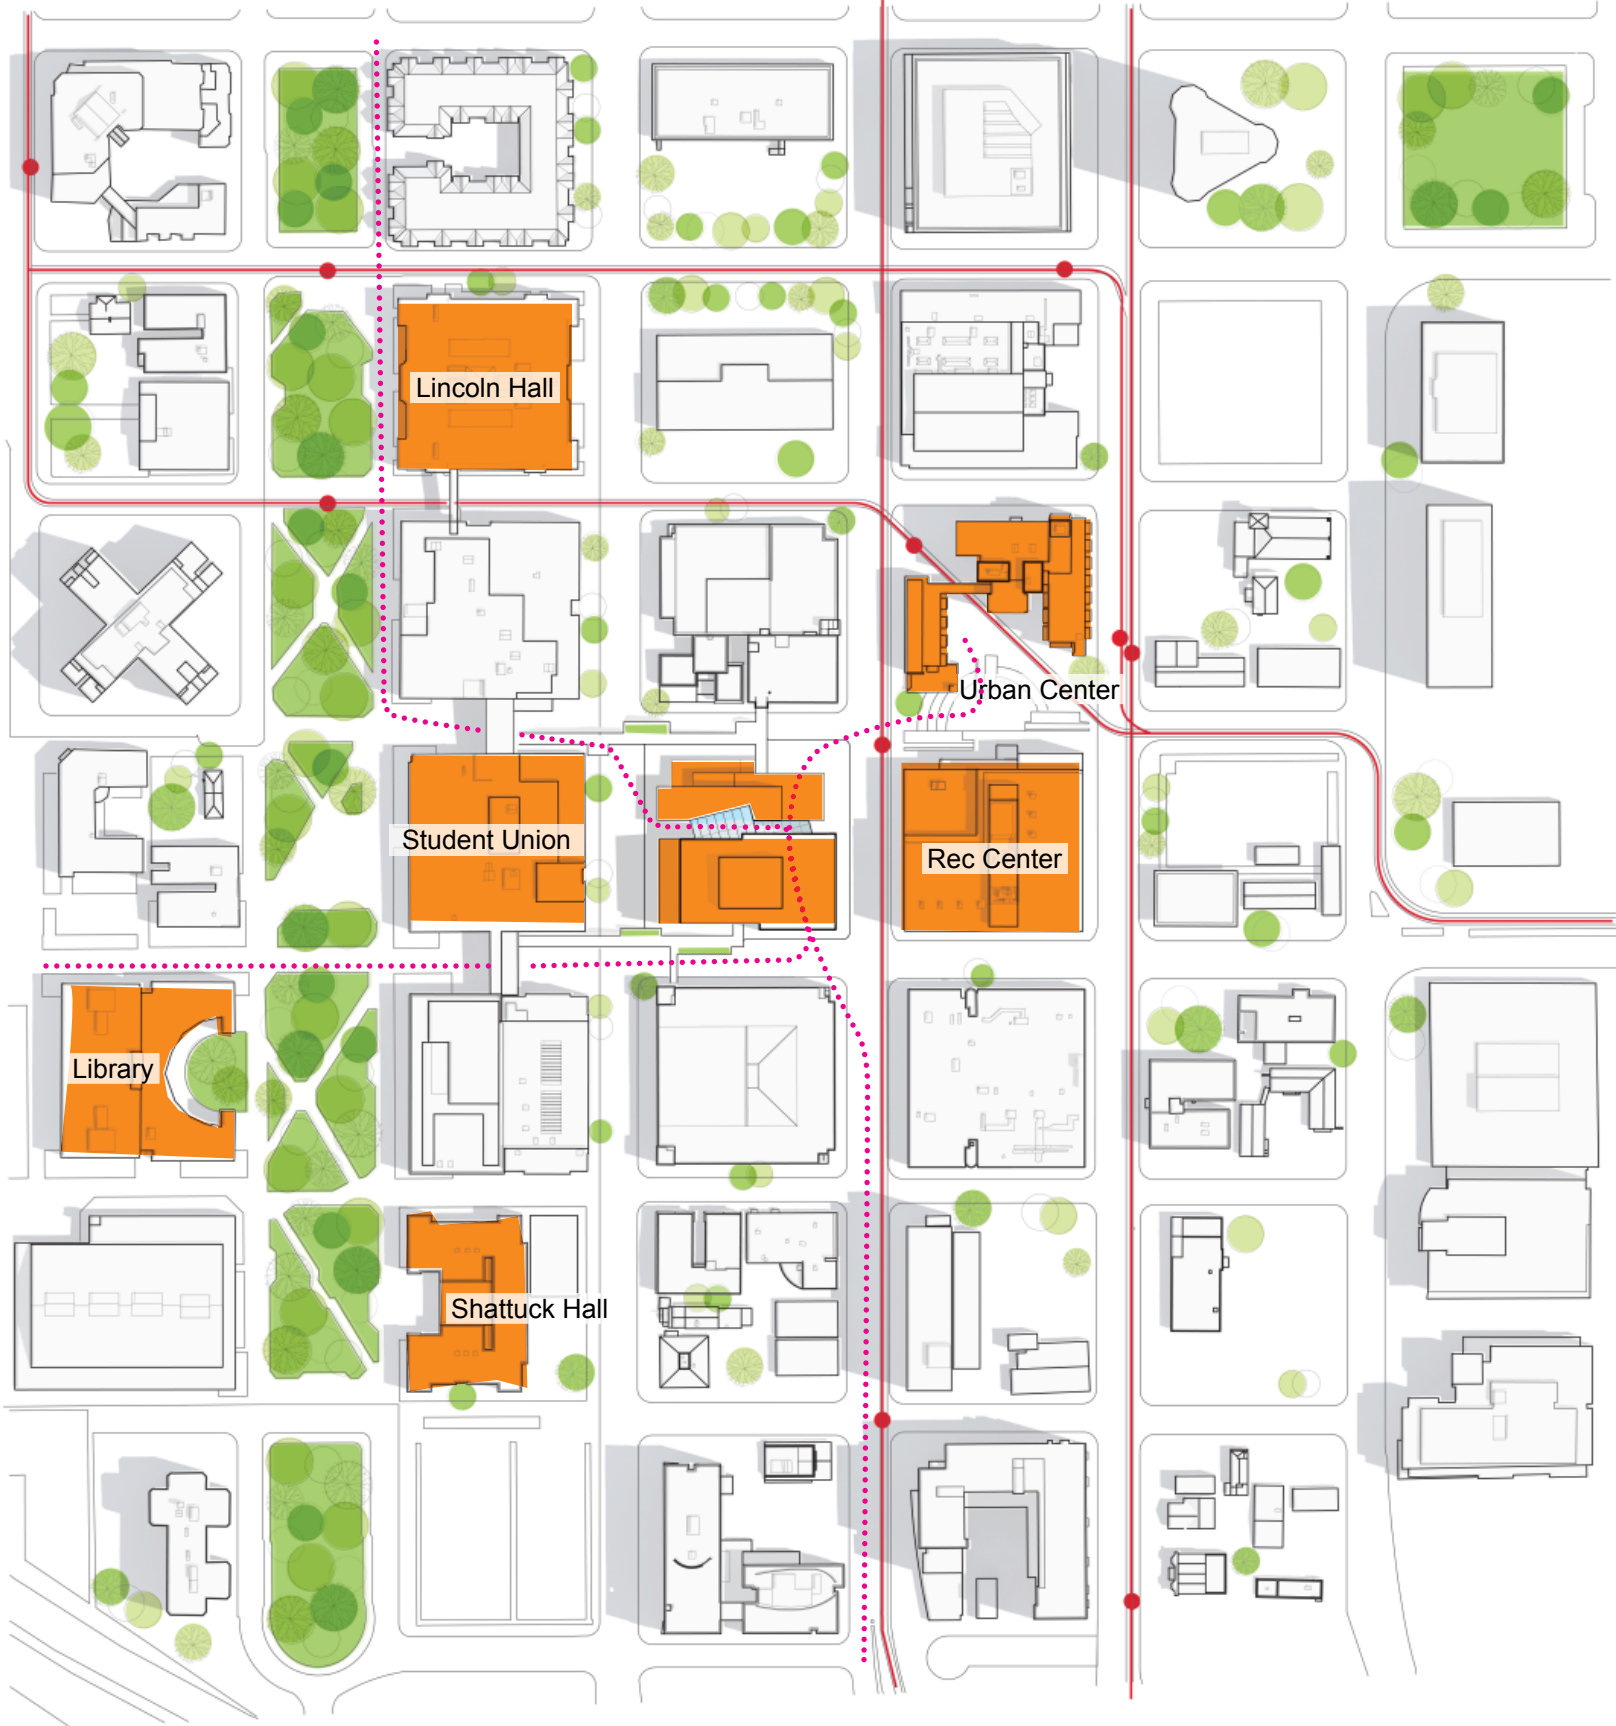 Lincoln Hall
Urban Center
Student Union
Rec Center
Library
Shattuck Hall